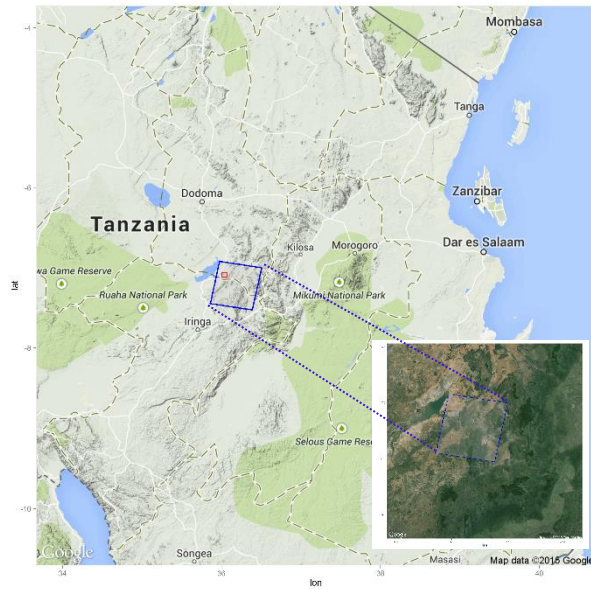 Mombasa
-4
Tanga
-6
Dodoma
Zanzibar
Tanzania
Kilosa
Morogoro
Dar es Salaam
wa Game Reserve
Ruaha National Park
Mikumi National Park
lat
Iringa
-8
Selous Game Rese
-10
Google
Songea
Masasi
Map data ©2015 Google
34
36
38
40
lon